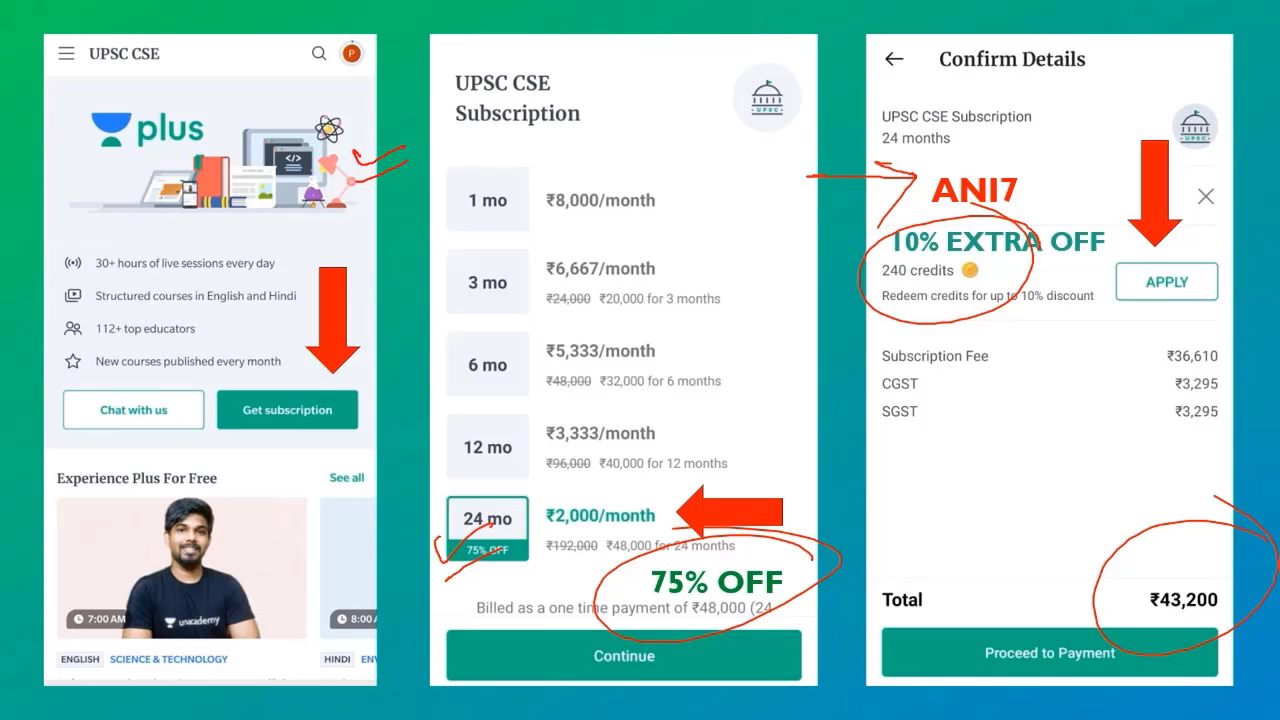 UPSC CSE
P
plus
</>
30+ hours of live sessions every day
Structured courses in English and Hindi
112+ top educators
New courses published every month
Chat with us
Get subscription
Experience Plus For Free
See all
unacademy
7:00 AM
8:00 A
ENGLISH SCIENCE & TECHNOLOGY
HINDI ENV
UPSC CSE
Subscription
UPSC
1 mo
₹8,000/month
3 mo
₹6,667/month
₹24,000 ₹20,000 for 3 months
6 mo
₹5,333/month
₹48,000 ₹32,000 for 6 months
12 mo
₹3,333/month
₹96,000 ₹40,000 for 12 months
24 mo
75% OFF
₹2,000/month
₹192,000 ₹48,000 for 24 months
75% OFF
Billed as a one time payment of ₹48,000 (24
Continue
Confirm Details
UPSC CSE Subscription
24 months
UPSC
ANI7
10% EXTRA OFF
240 credits
Redeem credits for up to 10% discount
APPLY
Subscription Fee ₹36,610
CGST ₹3,295
SGST ₹3,295
Total ₹43,200
Proceed to Payment